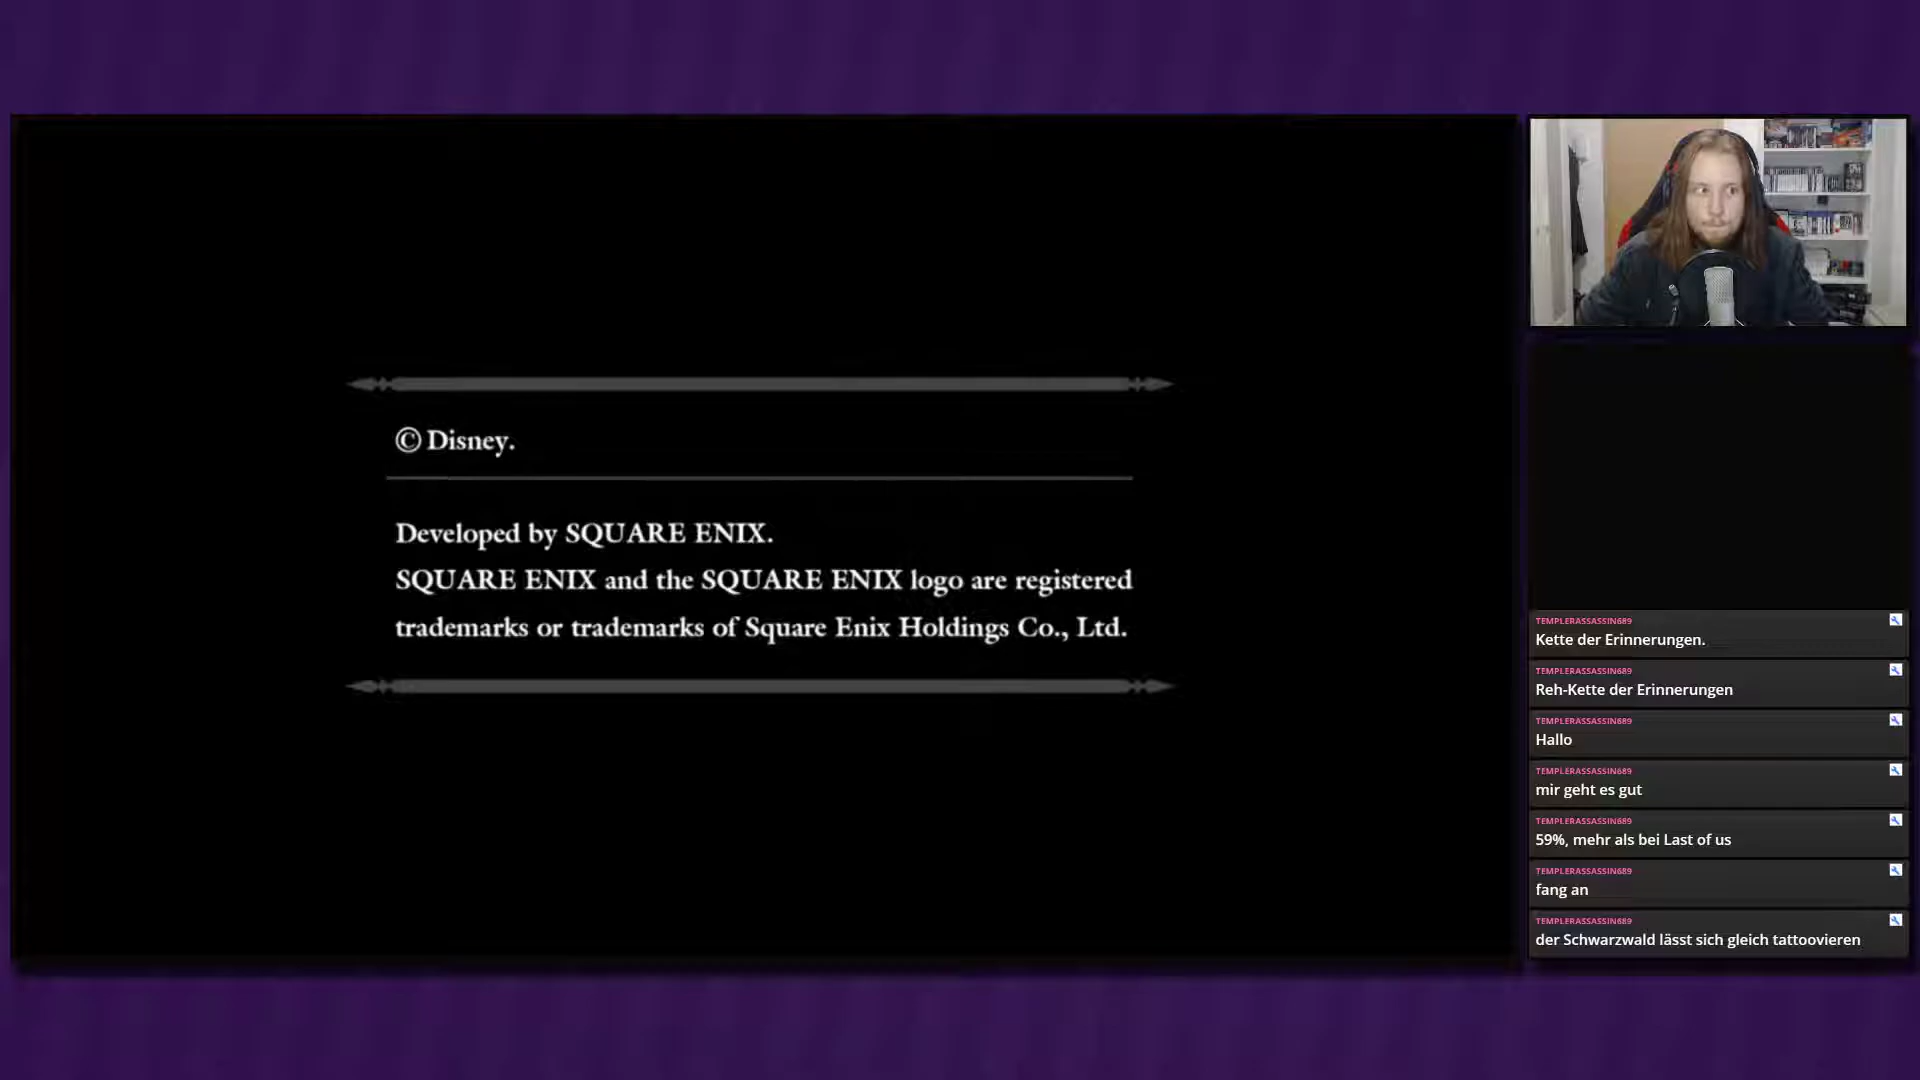 © Disney.
Developed by SQUARE ENIX.
SQUARE ENIX and the SQUARE ENIX logo are registered
trademarks or trademarks of Square Enix Holdings Co., Ltd.
TEMPLERASSASSIN689
Kette der Erinnerungen.
TEMPLERASSASSIN689
Reh-Kette der Erinnerungen
TEMPLERASSASSIN689
Hallo
TEMPLERASSASSIN689
mir geht es gut
TEMPLERASSASSIN689
59%, mehr als bei Last of us
TEMPLERASSASSIN689
fang an
TEMPLERASSASSIN689
der Schwarzwald lässt sich gleich tattoovieren